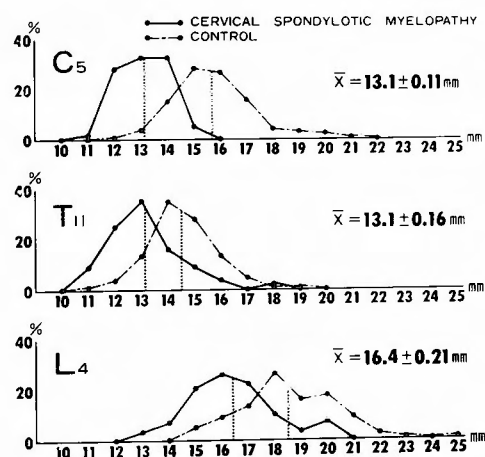 CERVICAL SPONDYLOTIC MYELOPATHY
CONTROL
%
C5
x̄ = 13.1 ± 0.11 mm
40
20
0
10 11 12 13 14 15 16 17 18 19 20 21 22 23 24 25 mm
%
T11
x̄ = 13.1 ± 0.16 mm
40
20
0
10 11 12 13 14 15 16 17 18 19 20 21 22 23 24 25 mm
%
L4
x̄ = 16.4 ± 0.21 mm
40
20
0
10 11 12 13 14 15 16 17 18 19 20 21 22 23 24 25 mm